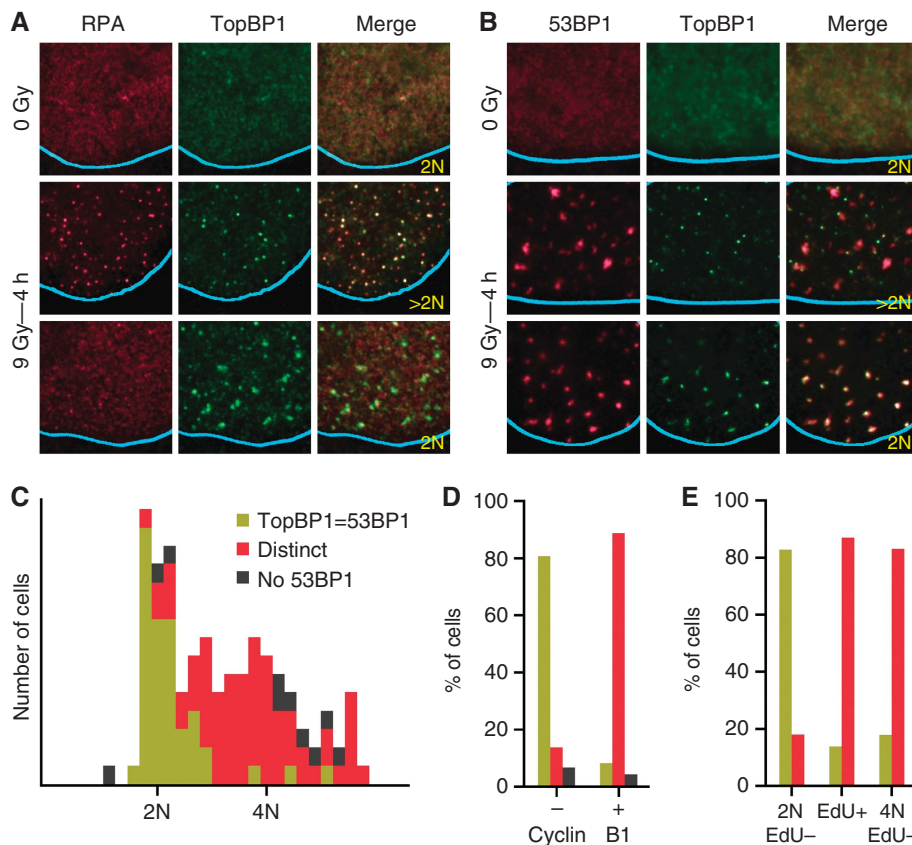 A RPA TopBP1 Merge
0 Gy
2N
9 Gy—4 h
>2N
2N
B 53BP1 TopBP1 Merge
0 Gy
2N
9 Gy—4 h
>2N
2N
C
Number of cells
TopBP1=53BP1
Distinct
No 53BP1
2N 4N
D
% of cells
100
80
60
40
20
0
– +
Cyclin B1
E
% of cells
100
80
60
40
20
0
2N EdU+ 4N
EdU– EdU–